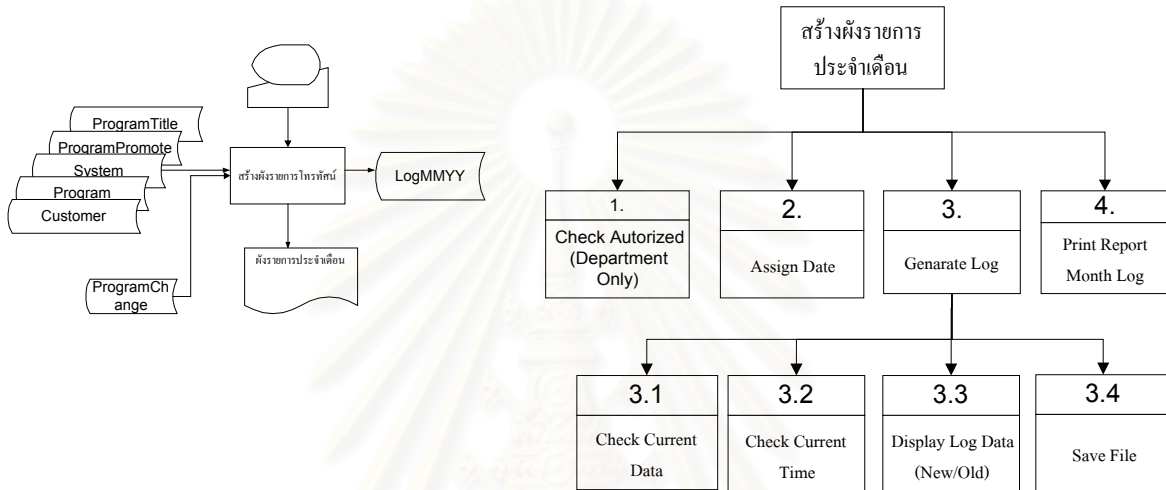 ProgramTitle
ProgramPromote
System
Program
Customer
ProgramCh
ange
สร้างผังรายการโทรทัศน์
LogMMYY
ผังรายการประจำเดือน
สร้างผังรายการ
ประจำเดือน
1.
Check Autorized
(Department
Only)
2.
Assign Date
3.
Genarate Log
4.
Print Report
Month Log
3.1
Check Current
Data
3.2
Check Current
Time
3.3
Display Log Data
(New/Old)
3.4
Save File